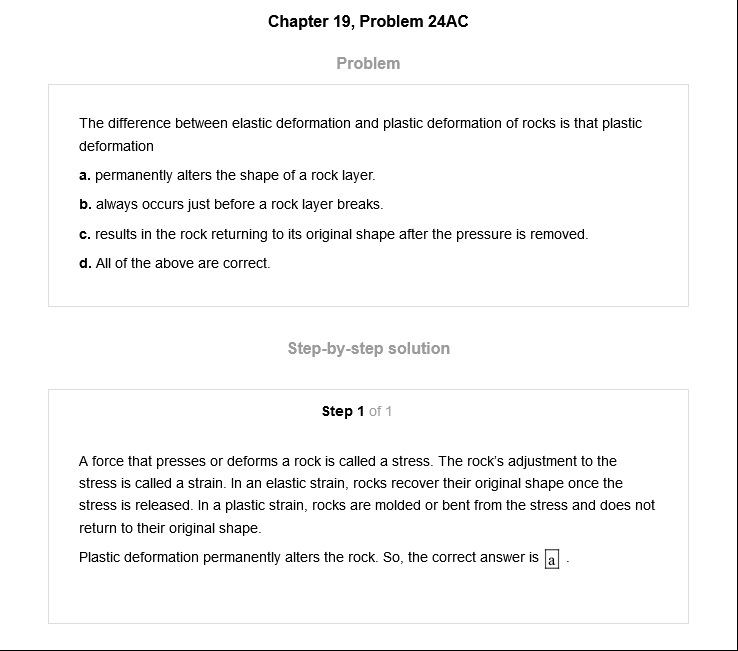 Chapter 19, Problem 24AC
Problem
The difference between elastic deformation and plastic deformation of rocks is that plastic
deformation
a. permanently alters the shape of a rock layer.
b. always occurs just before a rock layer breaks.
c. results in the rock returning to its original shape after the pressure is removed.
d. All of the above are correct.
Step-by-step solution
Step 1 of 1
A force that presses or deforms a rock is called a stress. The rock's adjustment to the
stress is called a strain. In an elastic strain, rocks recover their original shape once the
stress is released. In a plastic strain, rocks are molded or bent from the stress and does not
return to their original shape.
Plastic deformation permanently alters the rock. So, the correct answer is a .